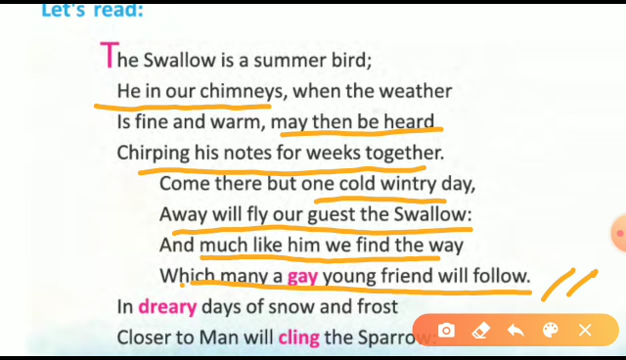 Let's read:
The Swallow is a summer bird;
He in our chimneys, when the weather
Is fine and warm, may then be heard
Chirping his notes for weeks together.
Come there but one cold wintry day,
Away will fly our guest the Swallow:
And much like him we find the way
Which many a gay young friend will follow.
In dreary days of snow and frost
Closer to Man will cling the Sparrow: